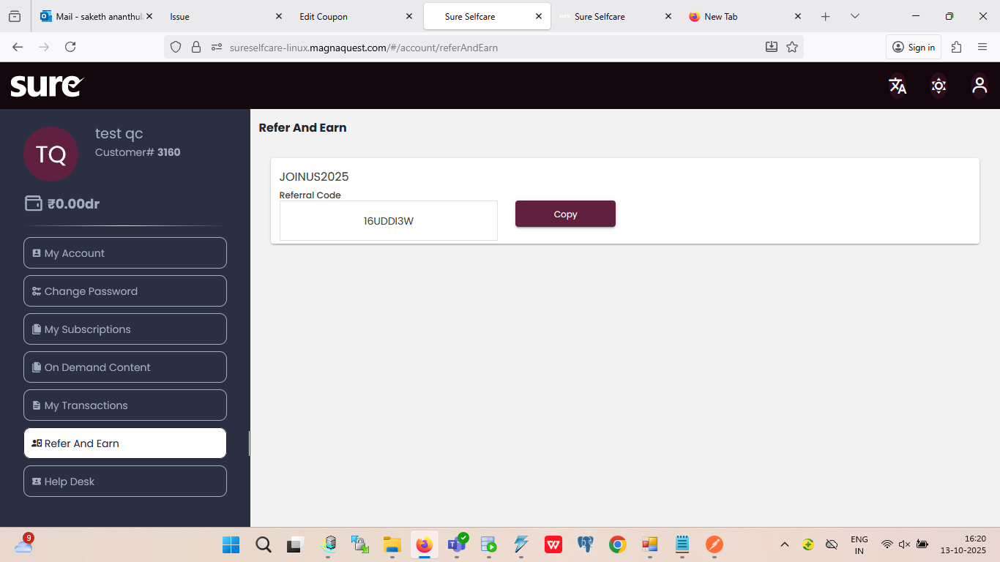 Mail - saketh ananthul
Issue
Edit Coupon
Sure Selfcare
sure Sure Selfcare
New Tab
sureselfcare-linux.magnaquest.com/#/account/referAndEarn
Sign in
sure
TQ
test qc
Customer# 3160
₹0.00dr
My Account
Change Password
My Subscriptions
On Demand Content
My Transactions
Refer And Earn
Help Desk
Refer And Earn
JOINUS2025
Referral Code
16UDDI3W
Copy
9
ENG
IN
16:20
13-10-2025